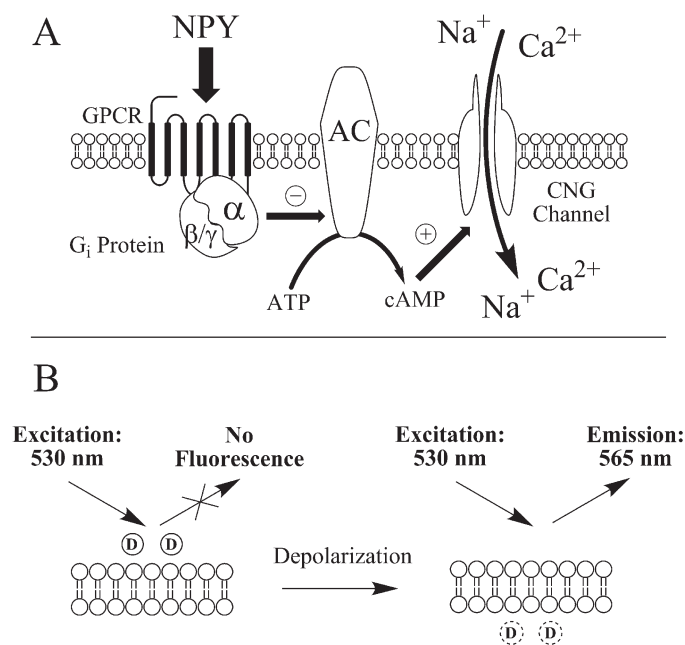 A
NPY
Na⁺
Ca²⁺
GPCR
AC
α
β/γ
−
+
CNG
Channel
Gᵢ Protein
ATP
cAMP
Na⁺
Ca²⁺
B
Excitation:
530 nm
No
Fluorescence
D D
Depolarization
Excitation:
530 nm
Emission:
565 nm
D D